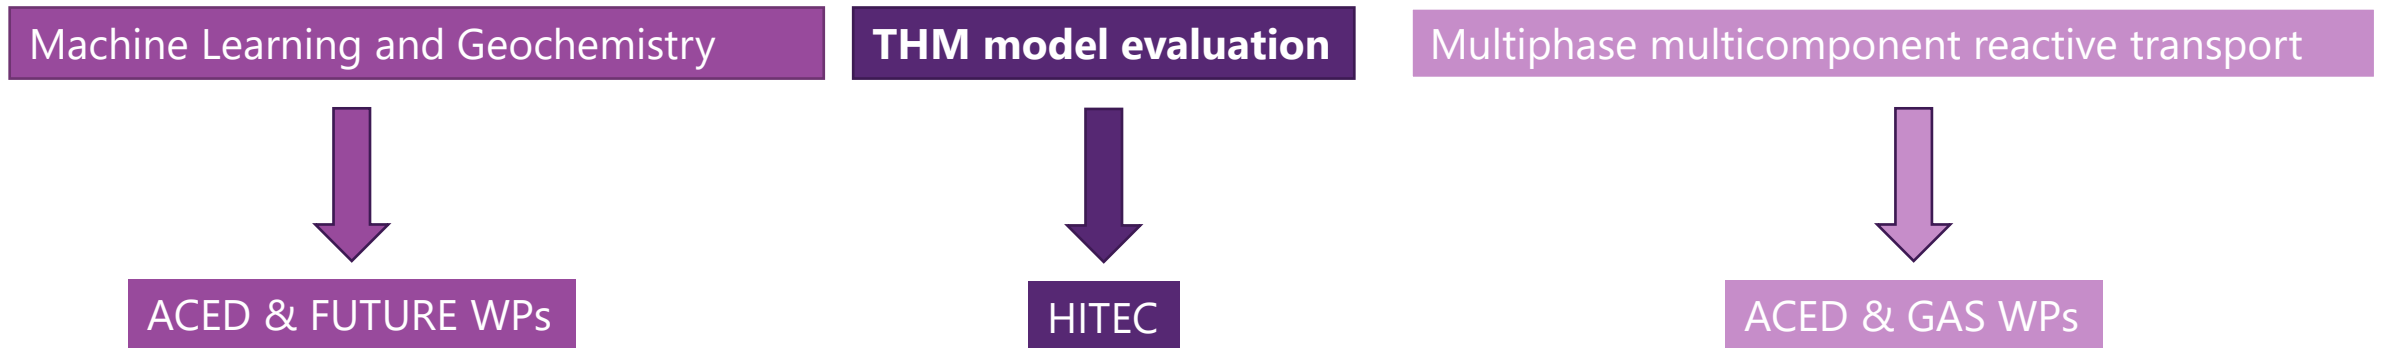 Machine Learning and Geochemistry
THM model evaluation
Multiphase multicomponent reactive transport
ACED & FUTURE WPs
HITEC
ACED & GAS WPs